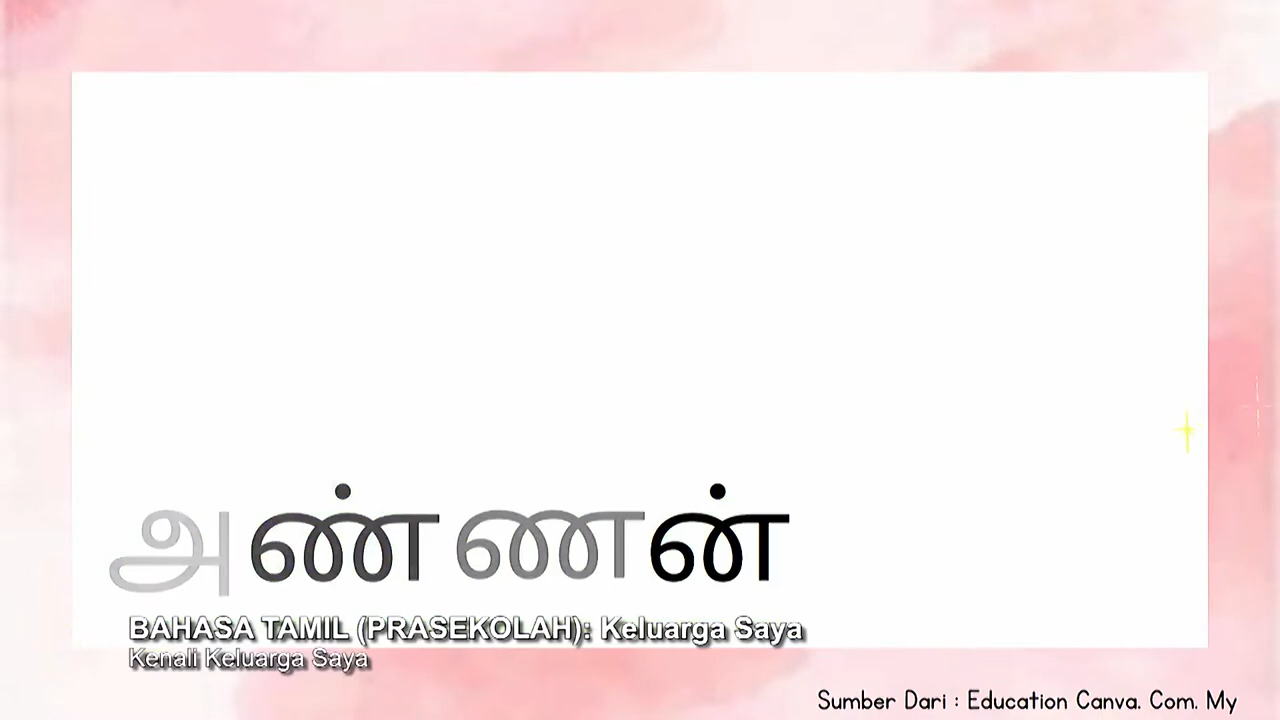 அண்ணன்
BAHASA TAMIL (PRASEKOLAH): Keluarga Saya
Kenali Keluarga Saya
Sumber Dari : Education Canva. Com. My